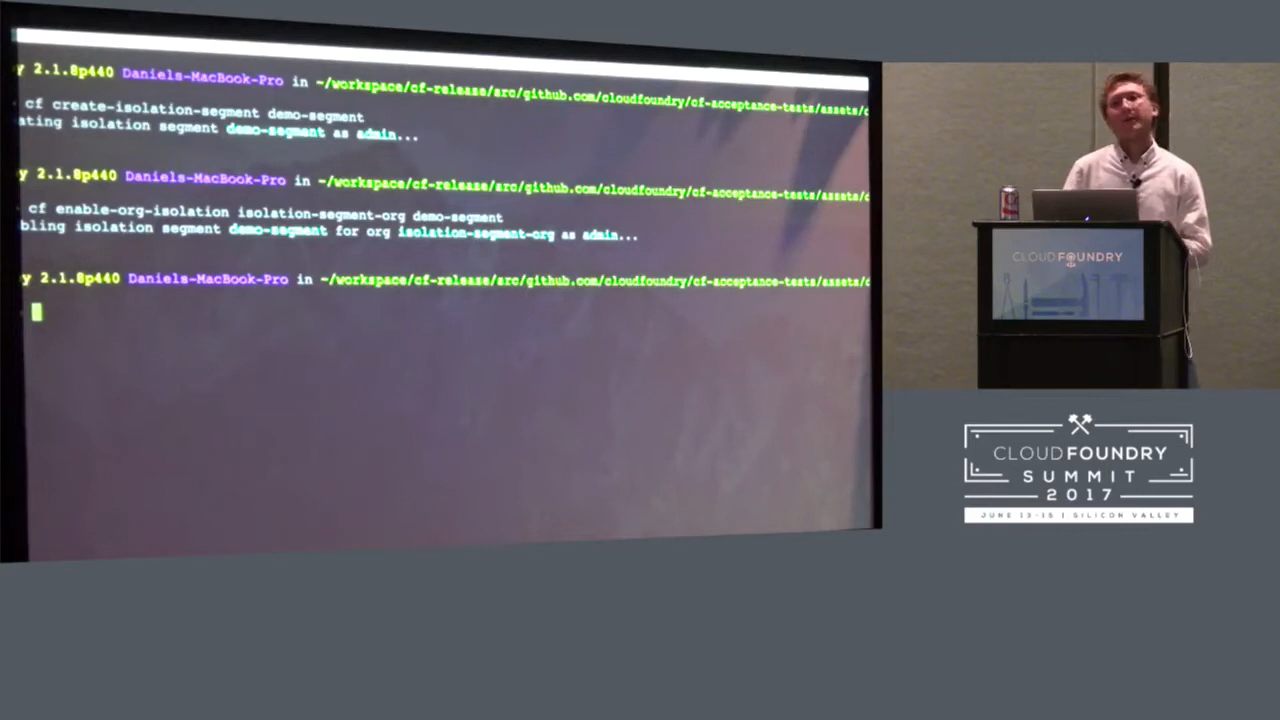 y 2.1.8p440 Daniels-MacBook-Pro in ~/workspace/cf-release/src/github.com/cloudfoundry/cf-acceptance-tests/assets/d
cf create-isolation-segment demo-segment
ating isolation segment demo-segment as admin...
y 2.1.8p440 Daniels-MacBook-Pro in ~/workspace/cf-release/src/github.com/cloudfoundry/cf-acceptance-tests/assets/d
cf enable-org-isolation isolation-segment-org demo-segment
bling isolation segment demo-segment for org isolation-segment-org as admin...
y 2.1.8p440 Daniels-MacBook-Pro in ~/workspace/cf-release/src/github.com/cloudfoundry/cf-acceptance-tests/assets/d
CLOUDFOUNDRY
CLOUDFOUNDRY
SUMMIT
2017
JUNE 13-15 | SILICON VALLEY